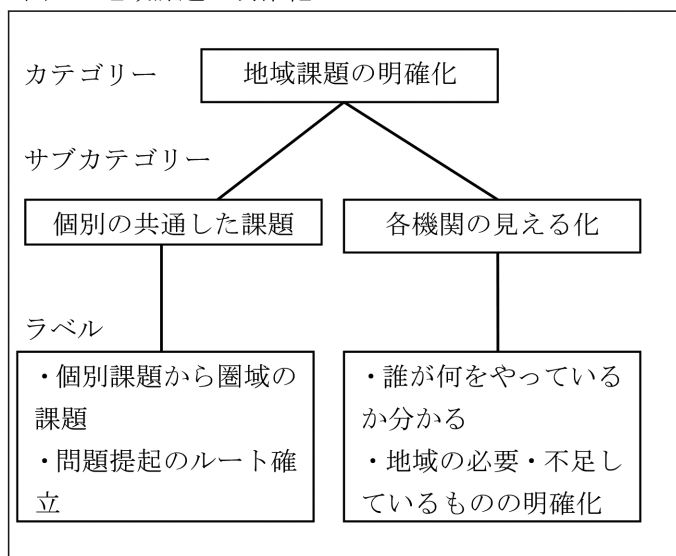 カテゴリー
地域課題の明確化
サブカテゴリー
個別の共通した課題
各機関の見える化
ラベル
・個別課題から圏域の
課題
・問題提起のルート確
立
・誰が何をやっている
か分かる
・地域の必要・不足し
ているものの明確化